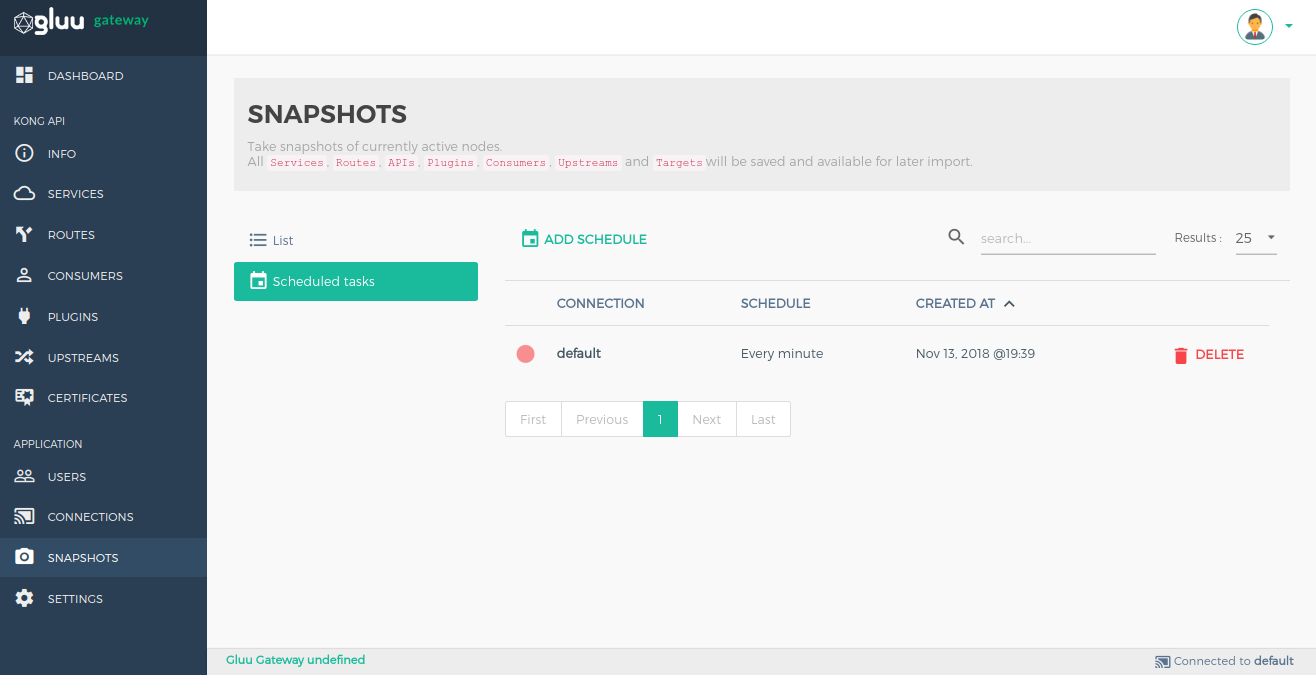 gluu gateway
DASHBOARD
KONG API
INFO
SERVICES
ROUTES
CONSUMERS
PLUGINS
UPSTREAMS
CERTIFICATES
APPLICATION
USERS
CONNECTIONS
SNAPSHOTS
SETTINGS
SNAPSHOTS
Take snapshots of currently active nodes.
All Services, Routes, APIs, Plugins, Consumers, Upstreams and Targets will be saved and available for later import.
List
Scheduled tasks
ADD SCHEDULE
search...
Results : 25
CONNECTION SCHEDULE CREATED AT
default Every minute Nov 13, 2018 @19:39 DELETE
First Previous 1 Next Last
Gluu Gateway undefined
Connected to default